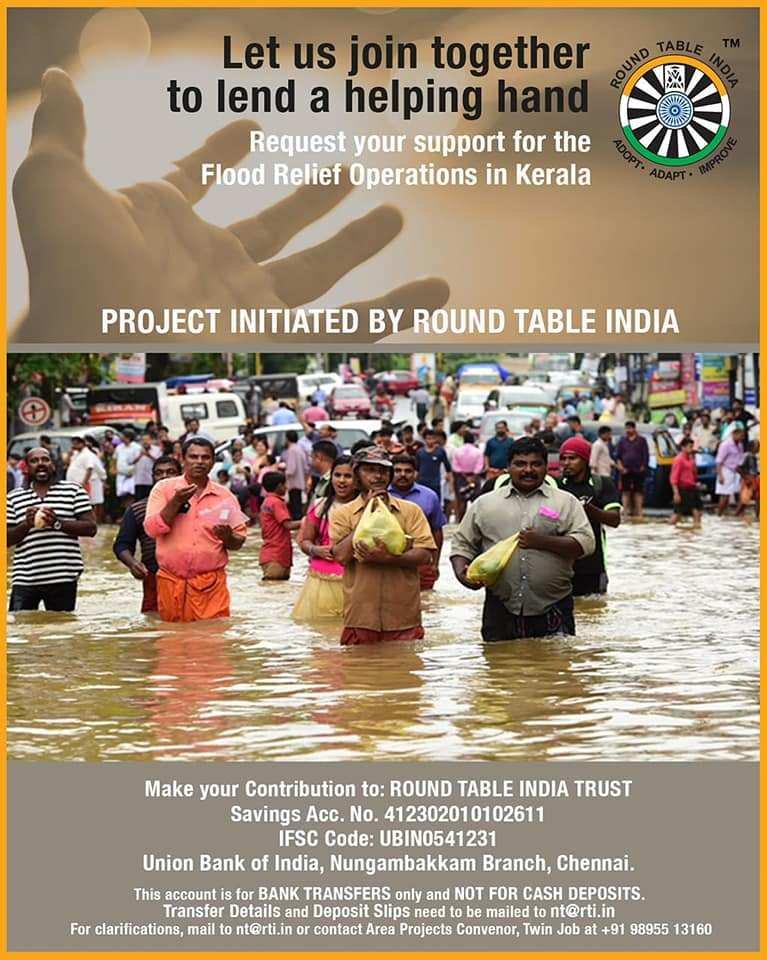 Let us join together
to lend a helping hand
Request your support for the
Flood Relief Operations in Kerala
ROUND TABLE INDIA
TM
ADOPT • ADAPT • IMPROVE
PROJECT INITIATED BY ROUND TABLE INDIA
Make your Contribution to: ROUND TABLE INDIA TRUST
Savings Acc. No. 412302010102611
IFSC Code: UBIN0541231
Union Bank of India, Nungambakkam Branch, Chennai.
This account is for BANK TRANSFERS only and NOT FOR CASH DEPOSITS.
Transfer Details and Deposit Slips need to be mailed to nt@rti.in
For clarifications, mail to nt@rti.in or contact Area Projects Convenor, Twin Job at +91 98955 13160